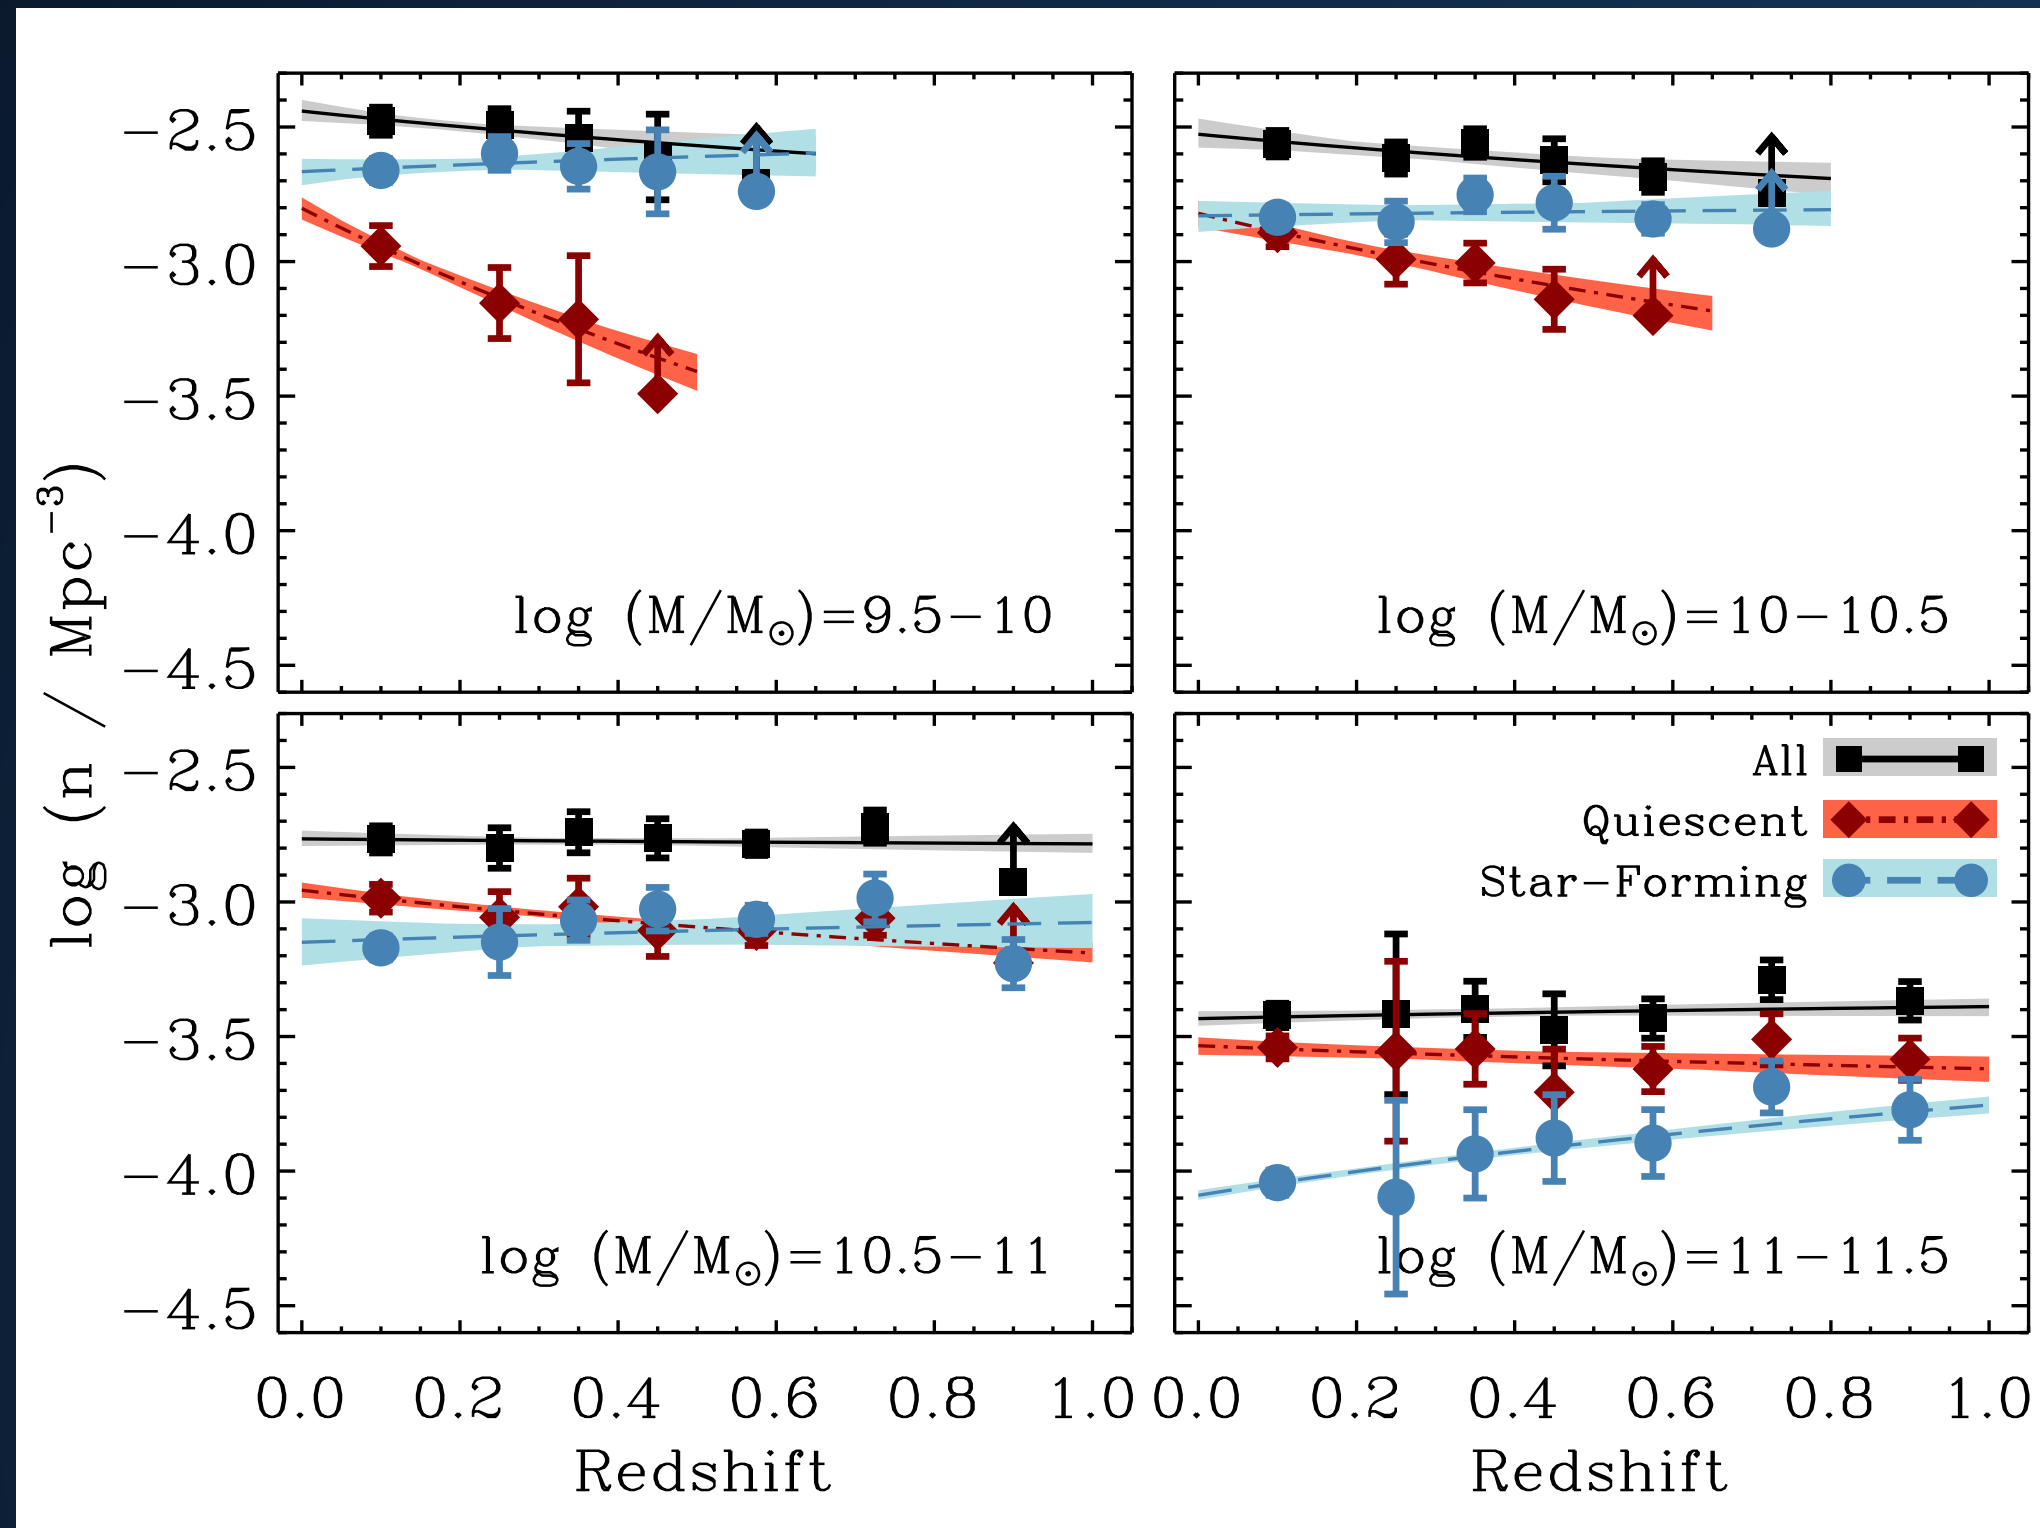 log (n / Mpc⁻³)
−2.5
−3.0
−3.5
−4.0
−4.5
log (M/M☉)=9.5−10
log (M/M☉)=10−10.5
−2.5
−3.0
−3.5
−4.0
−4.5
log (M/M☉)=10.5−11
All
Quiescent
Star−Forming
log (M/M☉)=11−11.5
0.0 0.2 0.4 0.6 0.8 1.0
0.0 0.2 0.4 0.6 0.8 1.0
Redshift
Redshift